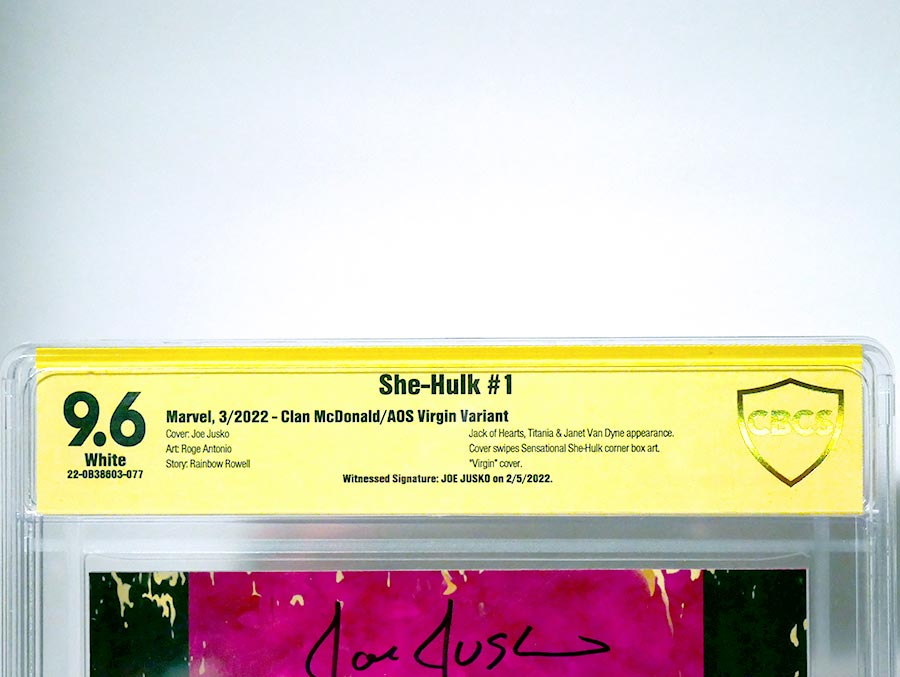 She-Hulk #1
9.6
White
22-0B38603-077
Marvel, 3/2022 - Clan McDonald/AOS Virgin Variant
Cover: Joe Jusko
Art: Roge Antonio
Story: Rainbow Rowell
Jack of Hearts, Titania & Janet Van Dyne appearance.
Cover swipes Sensational She-Hulk corner box art.
"Virgin" cover.
Witnessed Signature: JOE JUSKO on 2/5/2022.
CBCS
Joe Jusko